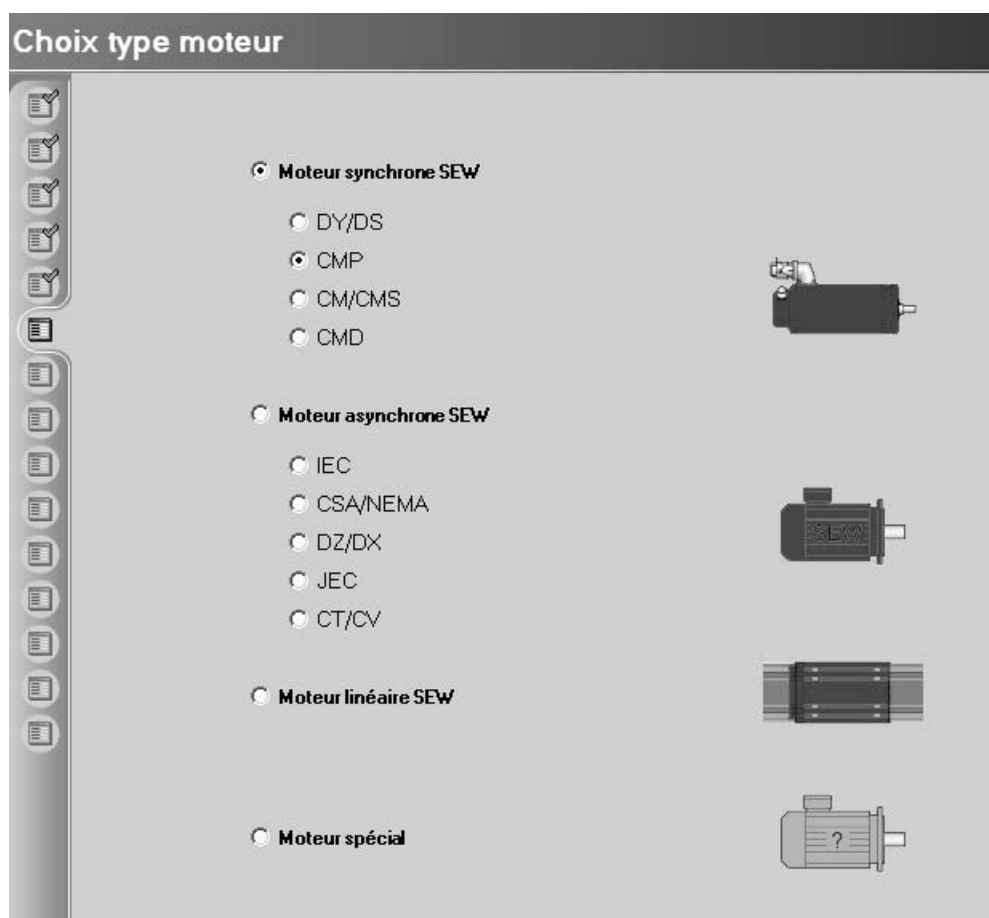 Choix type moteur
Moteur synchrone SEW
DY/DS
CMP
CM/CMS
CMD
Moteur asynchrone SEW
IEC
CSA/NEMA
DZ/DX
JEC
CT/CV
SEW
Moteur linéaire SEW
Moteur spécial
?